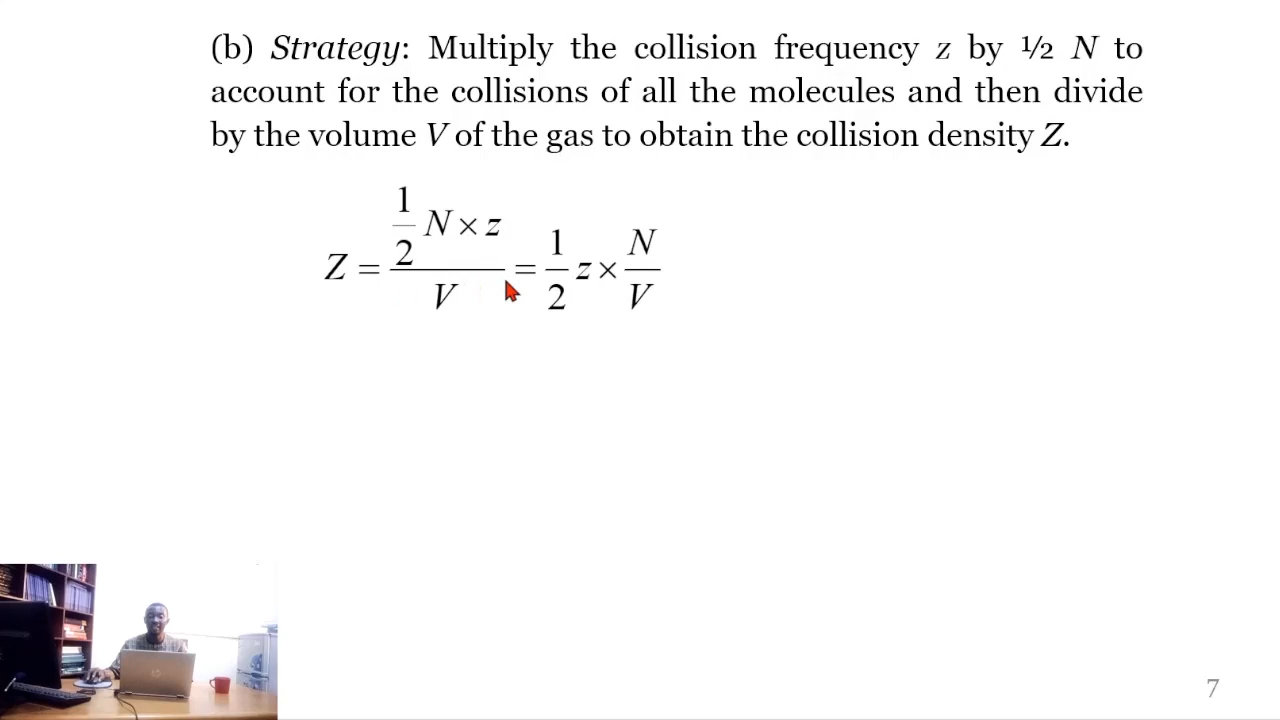 (b) Strategy: Multiply the collision frequency z by ½ N to
account for the collisions of all the molecules and then divide
by the volume V of the gas to obtain the collision density Z.
Z = (1/2 N × z) / V = 1/2 z × N/V
7